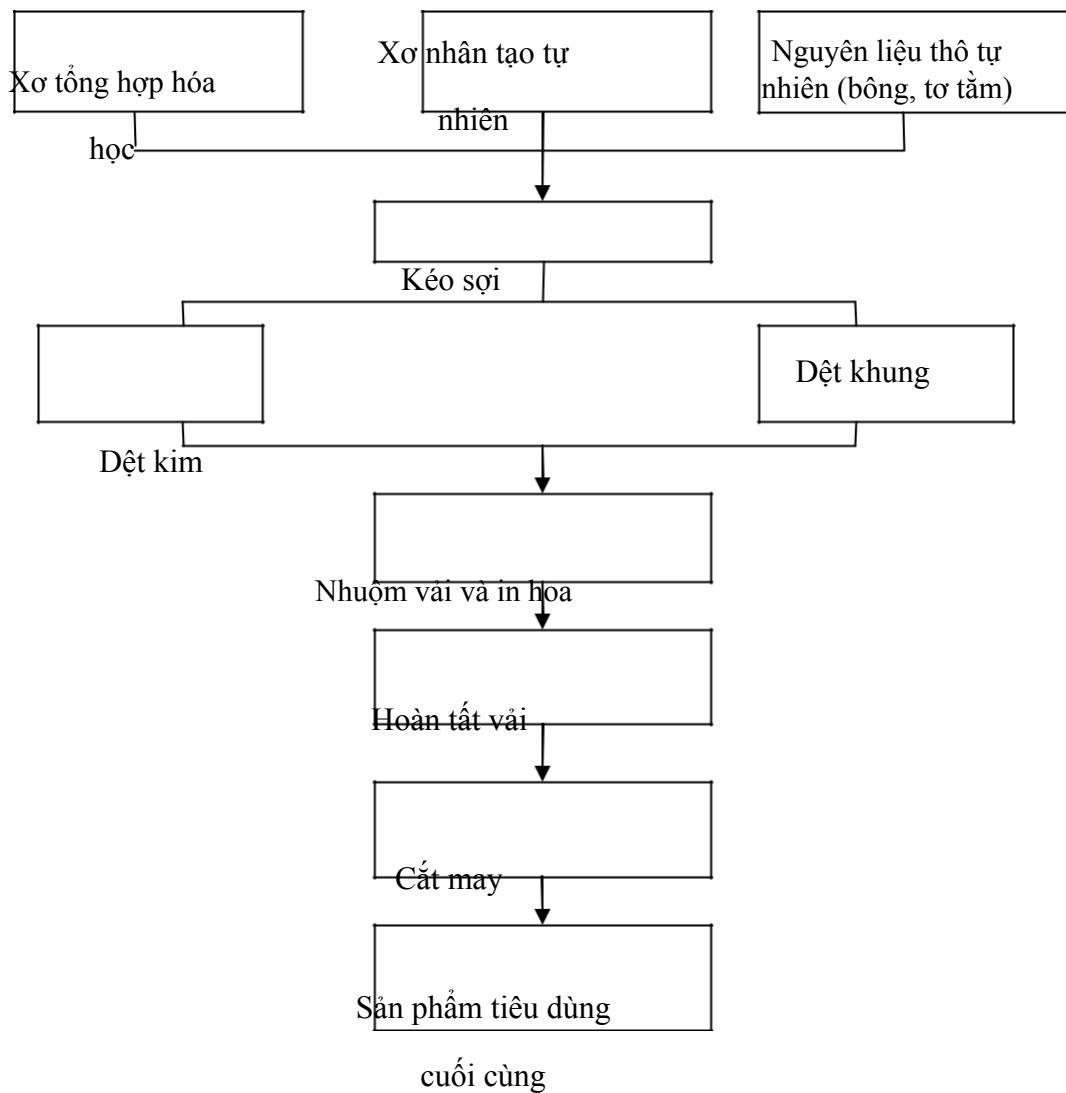 Xơ tổng hợp hóa
học
Xơ nhân tạo tự
nhiên
Nguyên liệu thô tự
nhiên (bông, tơ tằm)
Kéo sợi
Dệt kim
Dệt khung
Nhuộm vải và in hoa
Hoàn tất vải
Cắt may
Sản phẩm tiêu dùng
cuối cùng